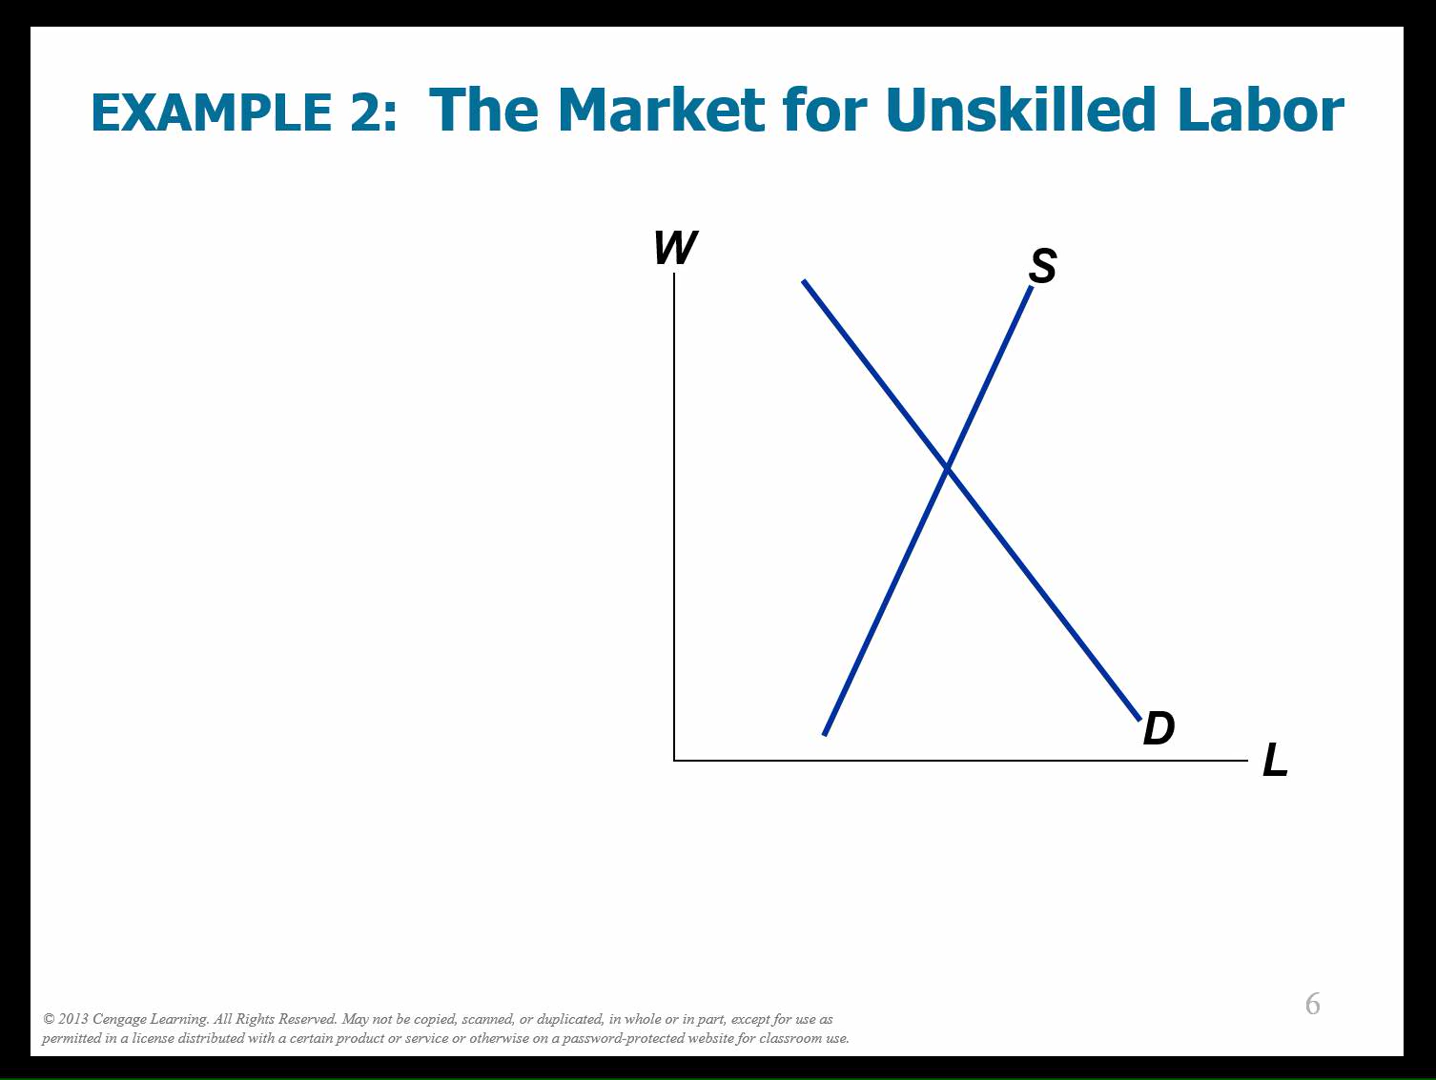 EXAMPLE 2: The Market for Unskilled Labor
W
S
D
L
6
© 2013 Cengage Learning. All Rights Reserved. May not be copied, scanned, or duplicated, in whole or in part, except for use as
permitted in a license distributed with a certain product or service or otherwise on a password-protected website for classroom use.